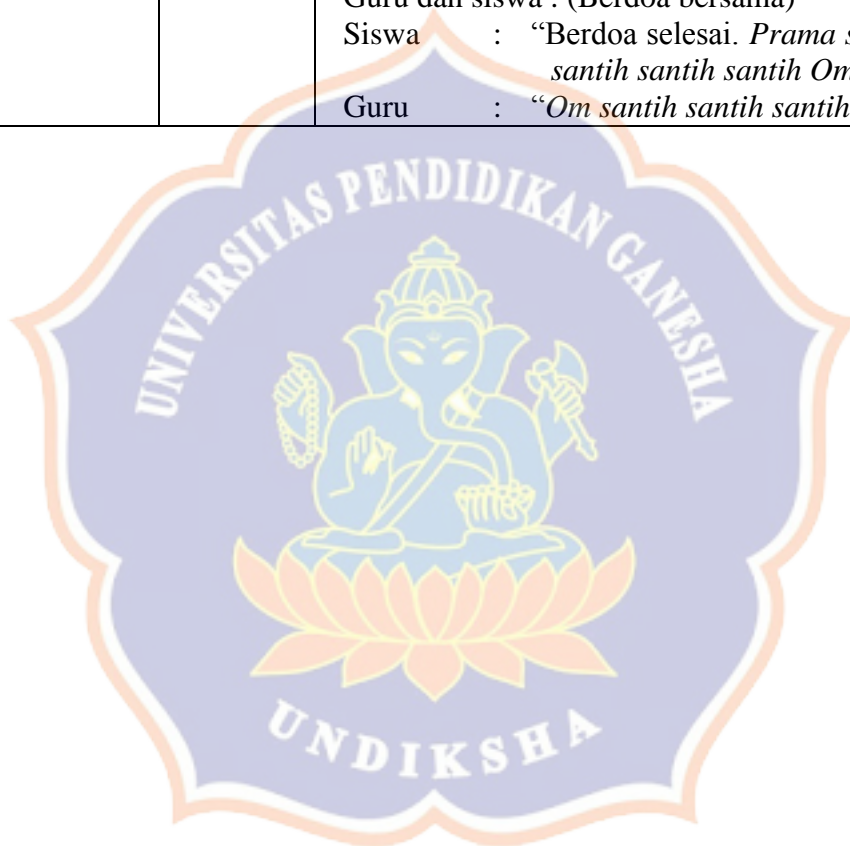 Guru dan siswa : (Berdoa bersama)
Siswa : “Berdoa selesai. Prama s
santih santih santih Om
Guru : “Om santih santih santih
UNIVERSITAS PENDIDIKAN GANESHA
UNDIKSHA